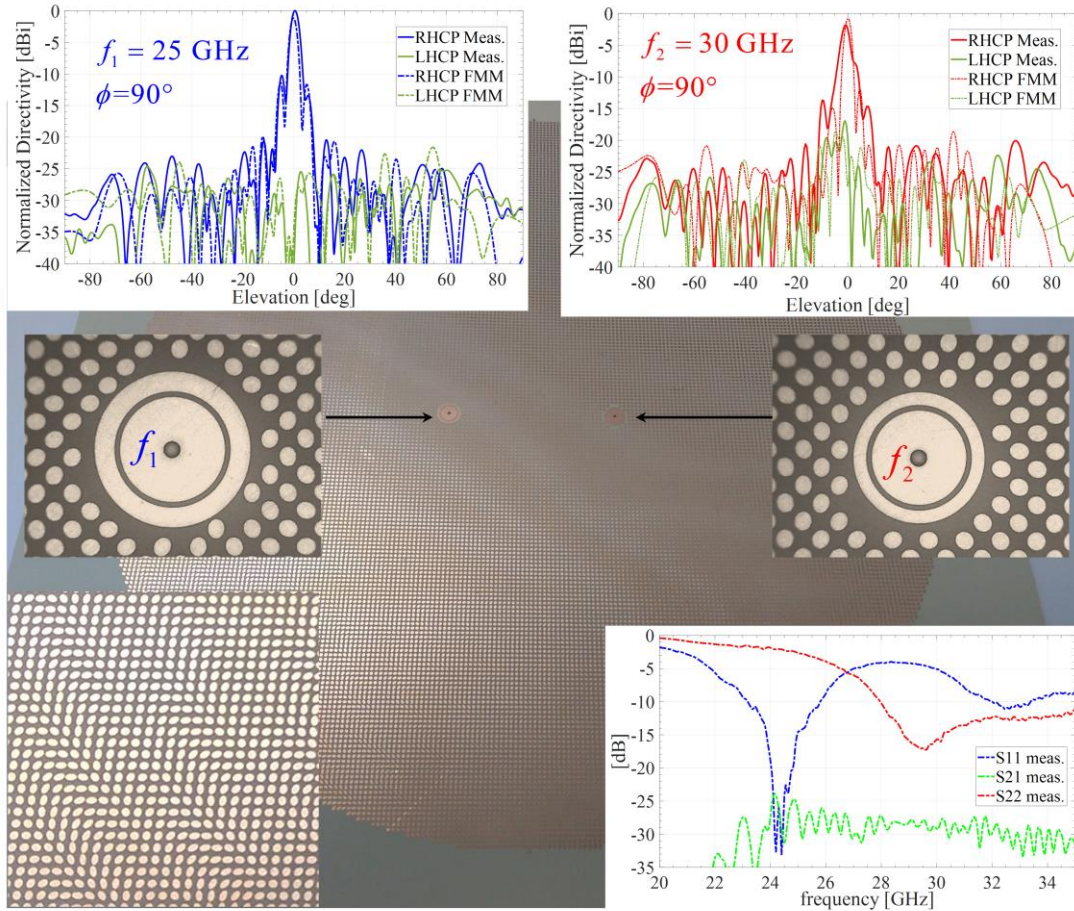 Normalized Directivity [dBi]
0
-5
-10
-15
-20
-25
-30
-35
-40
f₁ = 25 GHz
ϕ=90°
RHCP Meas.
LHCP Meas.
RHCP FMM
LHCP FMM
-80 -60 -40 -20 0 20 40 60 80
Elevation [deg]
Normalized Directivity [dBi]
0
-5
-10
-15
-20
-25
-30
-35
-40
f₂ = 30 GHz
ϕ=90°
RHCP Meas.
LHCP Meas.
RHCP FMM
LHCP FMM
-80 -60 -40 -20 0 20 40 60 80
Elevation [deg]
f₁
f₂
[dB]
0
-5
-10
-15
-20
-25
-30
-35
S11 meas.
S21 meas.
S22 meas.
20 22 24 26 28 30 32 34
frequency [GHz]